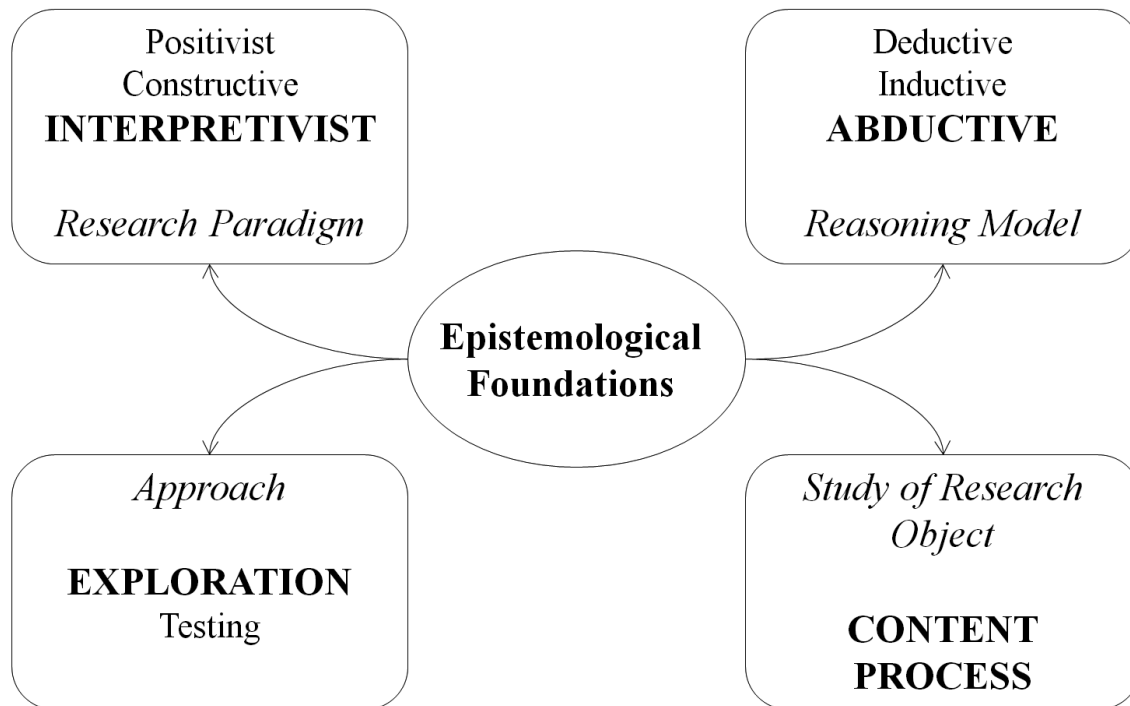 Positivist
Constructive
INTERPRETIVIST
Research Paradigm
Deductive
Inductive
ABDUCTIVE
Reasoning Model
Epistemological
Foundations
Approach
EXPLORATION
Testing
Study of Research
Object
CONTENT
PROCESS